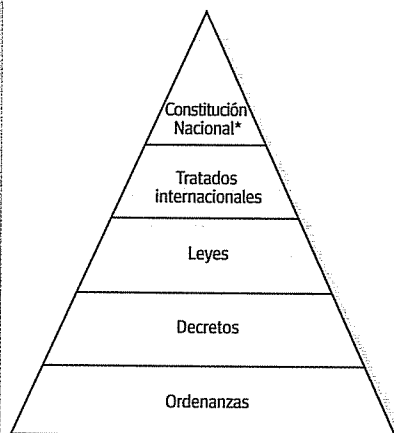 Constitución
Nacional*
Tratados
internacionales
Leyes
Decretos
Ordenanzas